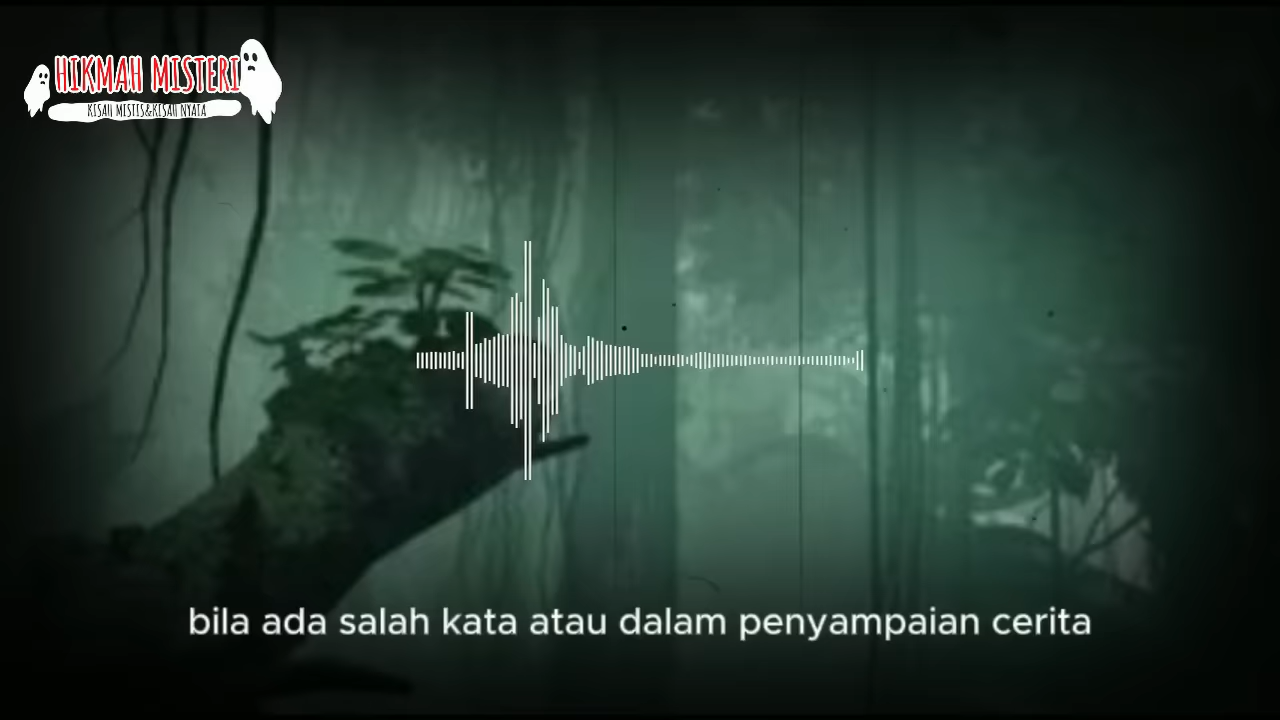 HIKMAH MISTERI
KISAH MISTIS&KISAH NYATA
bila ada salah kata atau dalam penyampaian cerita